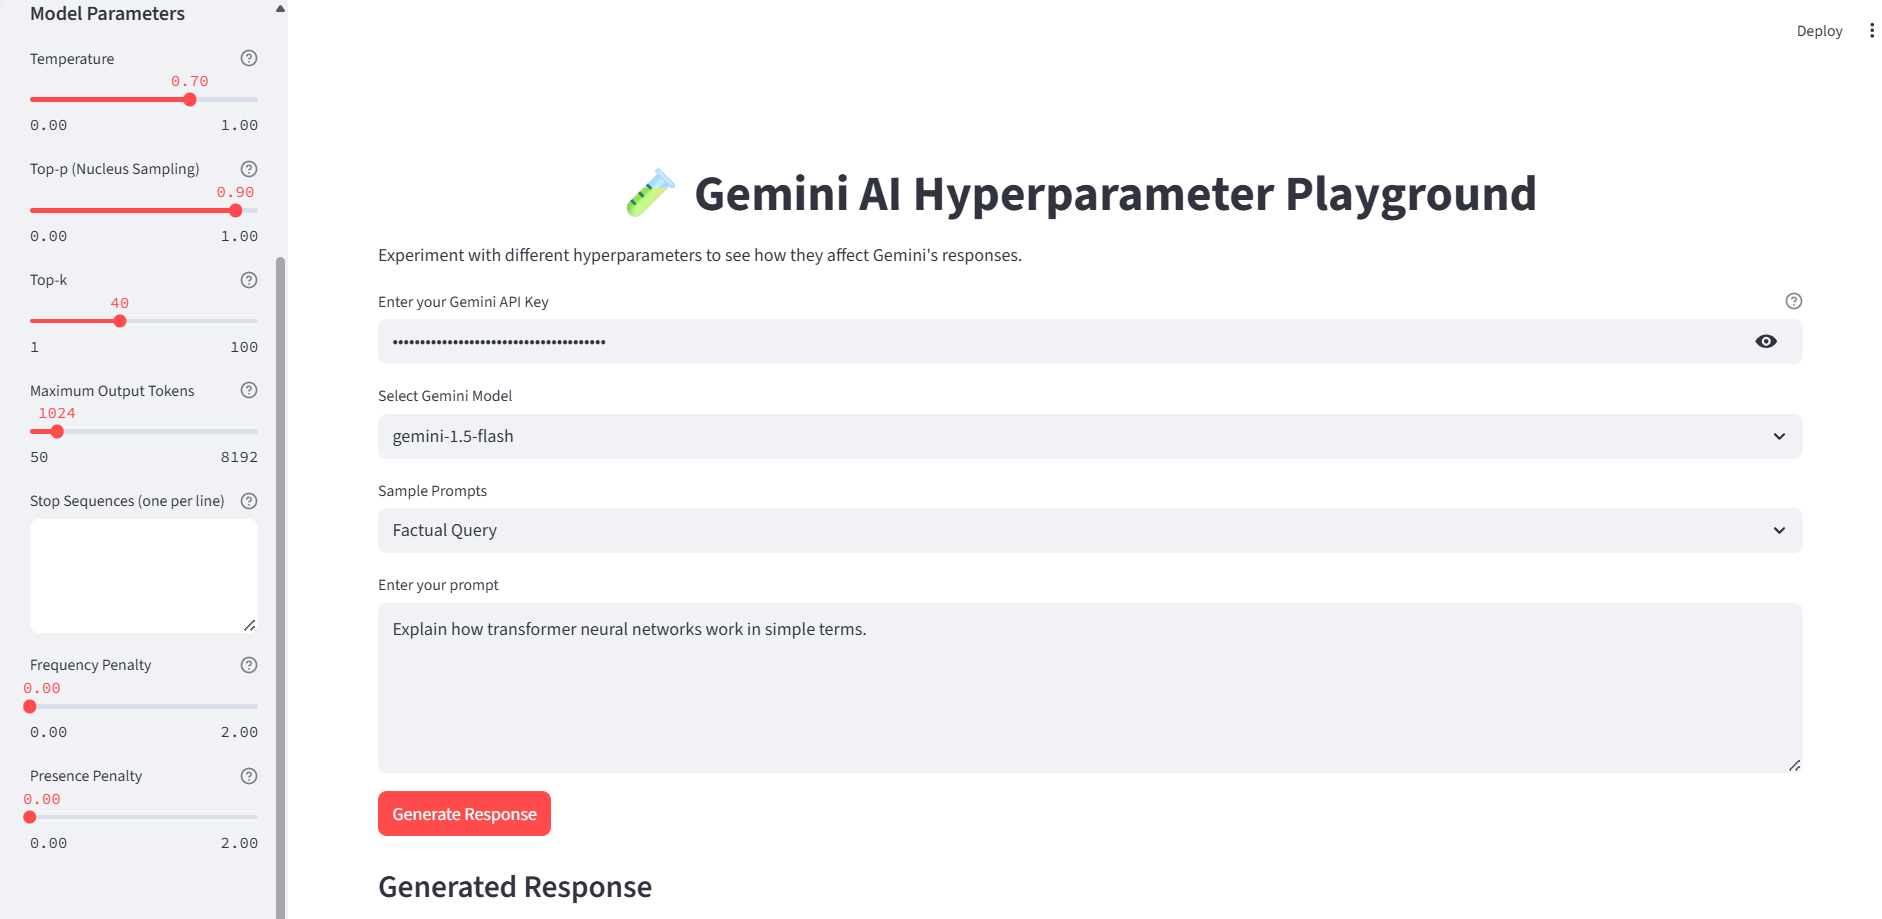 Model Parameters
Temperature
0.70
0.00 1.00
Top-p (Nucleus Sampling)
0.90
0.00 1.00
Top-k
40
1 100
Maximum Output Tokens
1024
50 8192
Stop Sequences (one per line)
Frequency Penalty
0.00
0.00 2.00
Presence Penalty
0.00
0.00 2.00
Deploy
Gemini AI Hyperparameter Playground
Experiment with different hyperparameters to see how they affect Gemini's responses.
Enter your Gemini API Key
Select Gemini Model
gemini-1.5-flash
Sample Prompts
Factual Query
Enter your prompt
Explain how transformer neural networks work in simple terms.
Generate Response
Generated Response